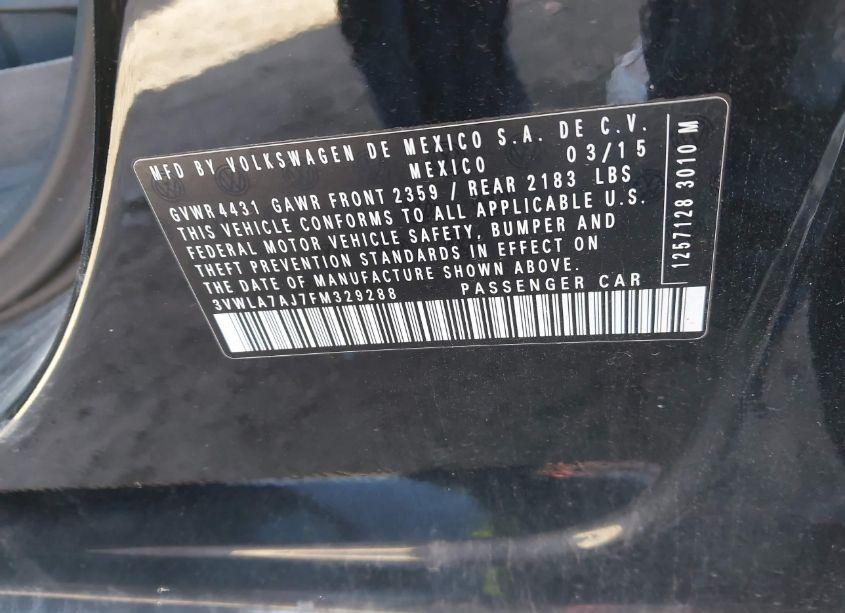 MFD BY VOLKSWAGEN DE MEXICO S.A. DE C.V.
MEXICO 03/15
GVWR 4431 GAWR FRONT 2359 / REAR 2183 LBS
THIS VEHICLE CONFORMS TO ALL APPLICABLE U.S.
FEDERAL MOTOR VEHICLE SAFETY, BUMPER AND
THEFT PREVENTION STANDARDS IN EFFECT ON
THE DATE OF MANUFACTURE SHOWN ABOVE.
3VWLA7AJ7FM329288 PASSENGER CAR
1257128 3010 M